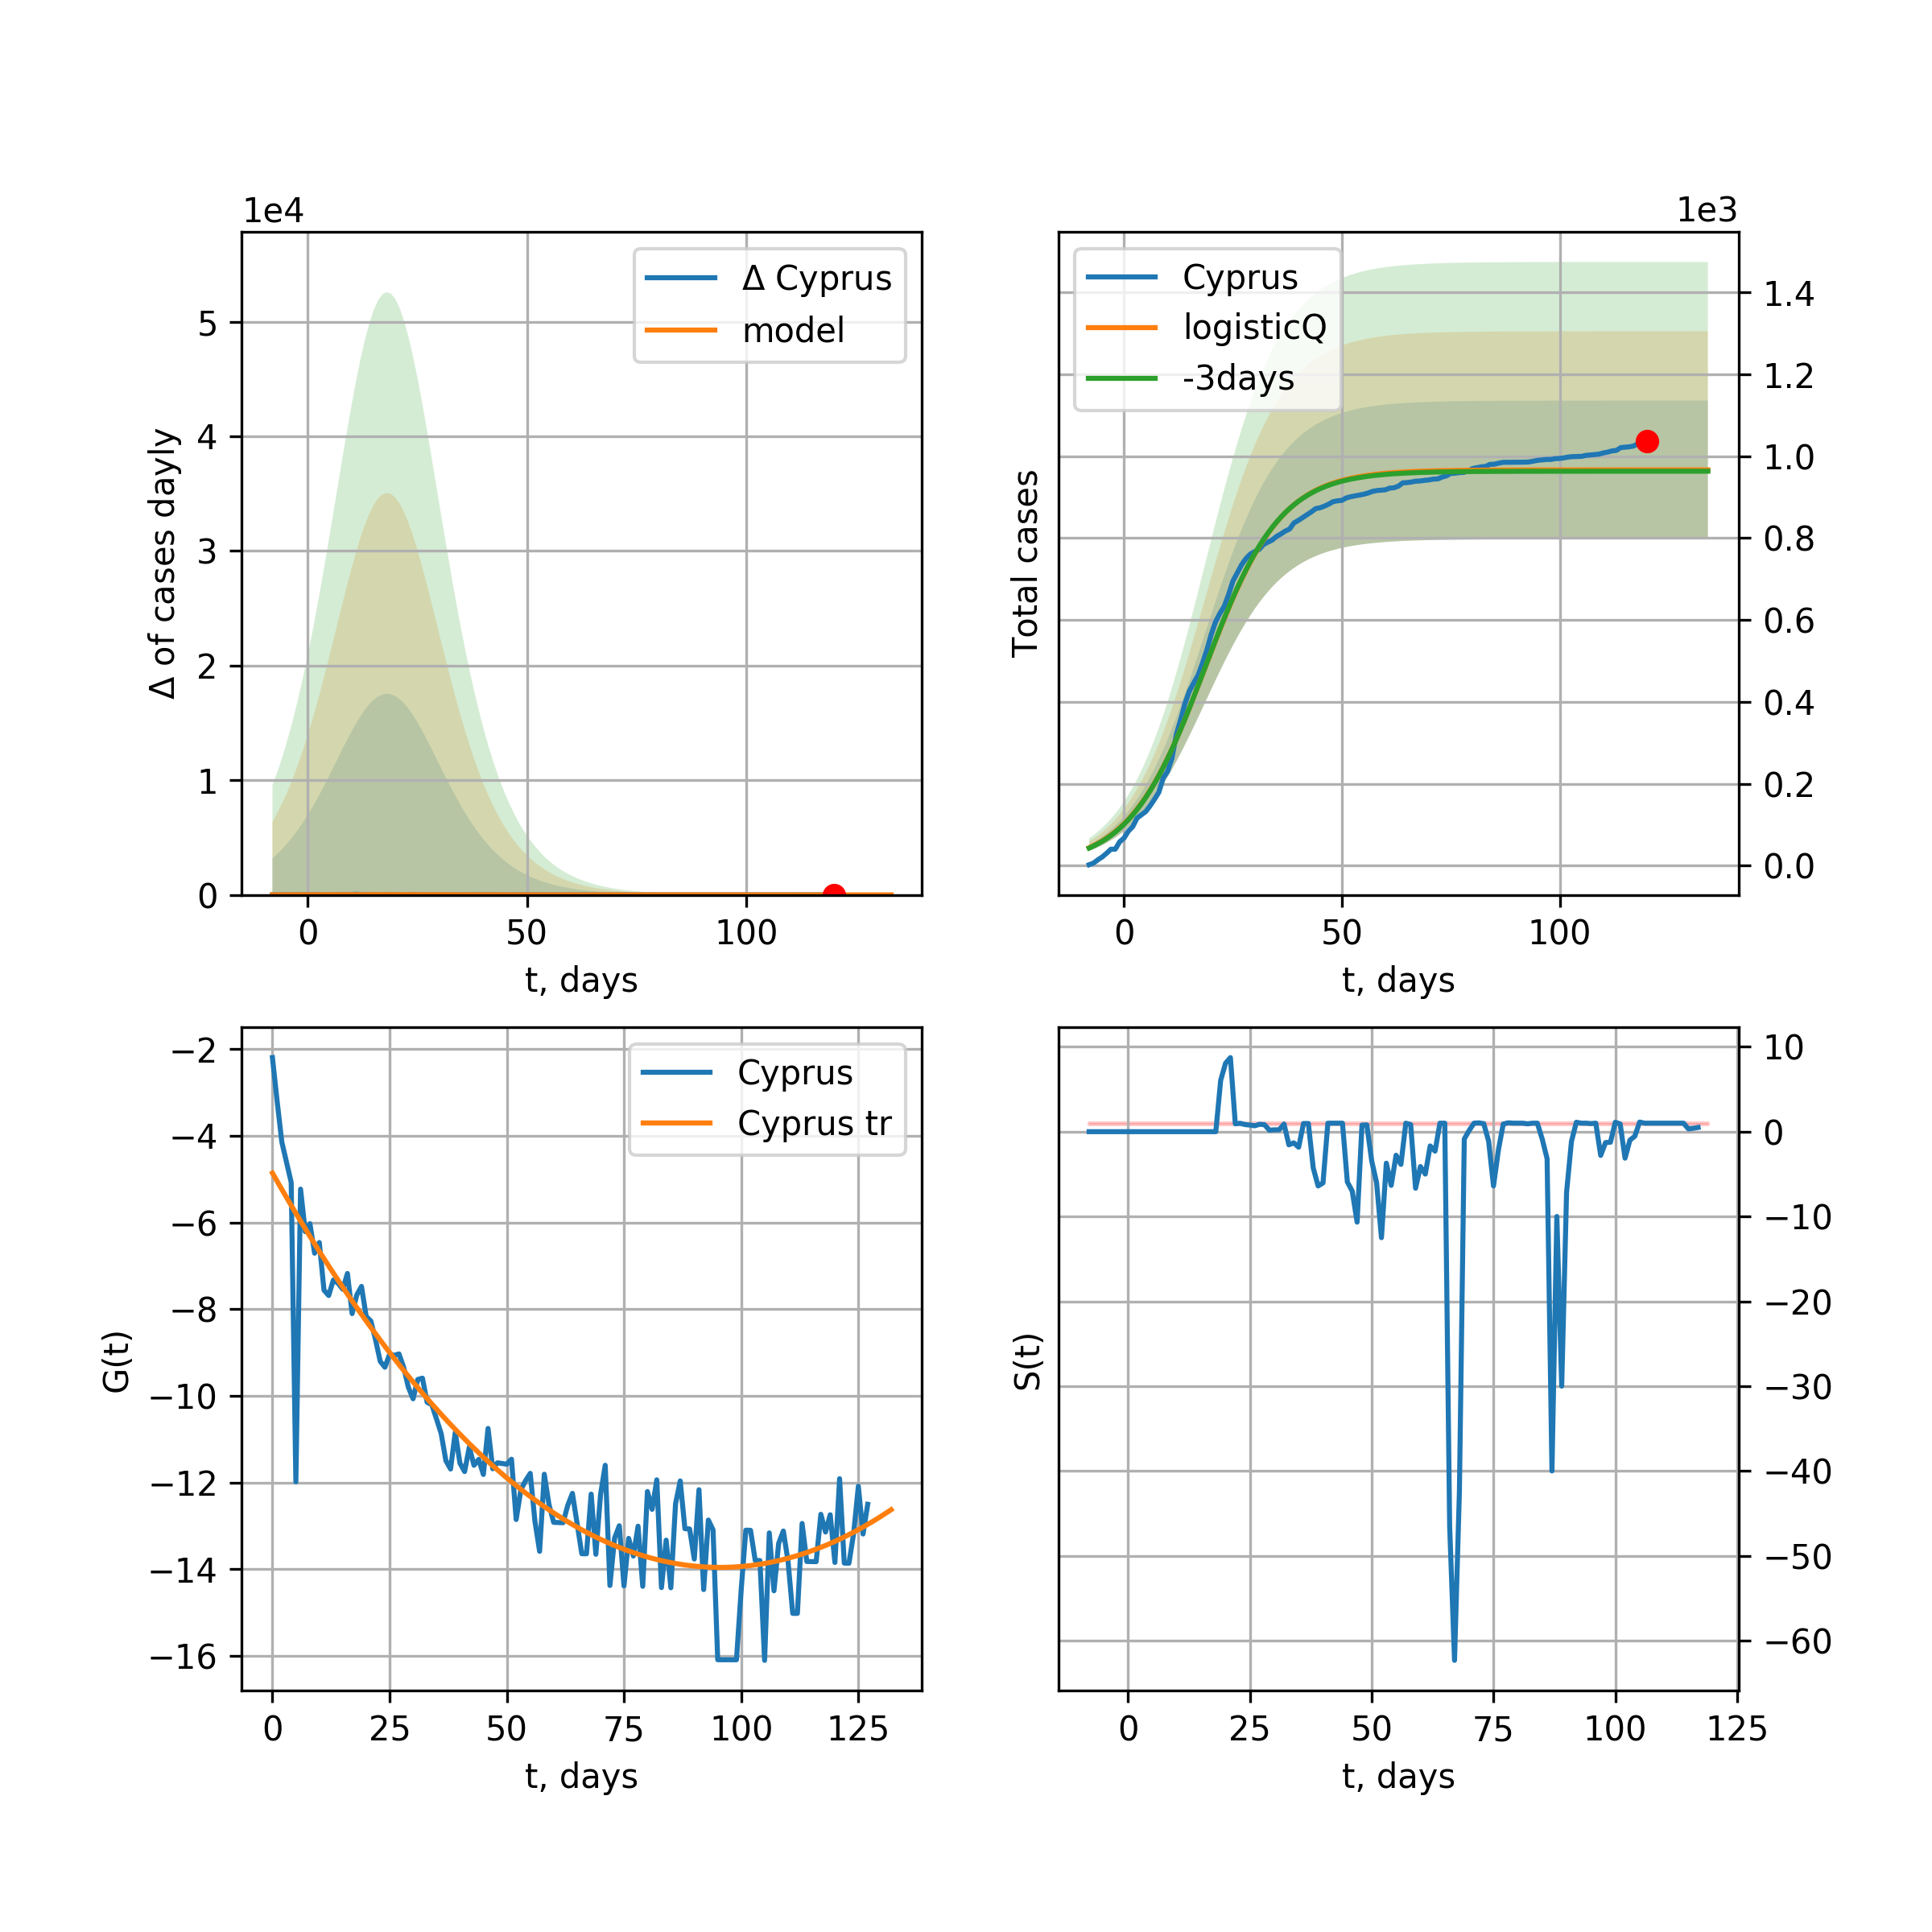 1e4
Δ of cases dayly
5
4
3
2
1
0
0 50 100
t, days
Δ Cyprus
model
1e3
Total cases
1.4
1.2
1.0
0.8
0.6
0.4
0.2
0.0
0 50 100
t, days
Cyprus
logisticQ
-3days
G(t)
−2
−4
−6
−8
−10
−12
−14
−16
0 25 50 75 100 125
t, days
Cyprus
Cyprus tr
S(t)
10
0
−10
−20
−30
−40
−50
−60
0 25 50 75 100 125
t, days